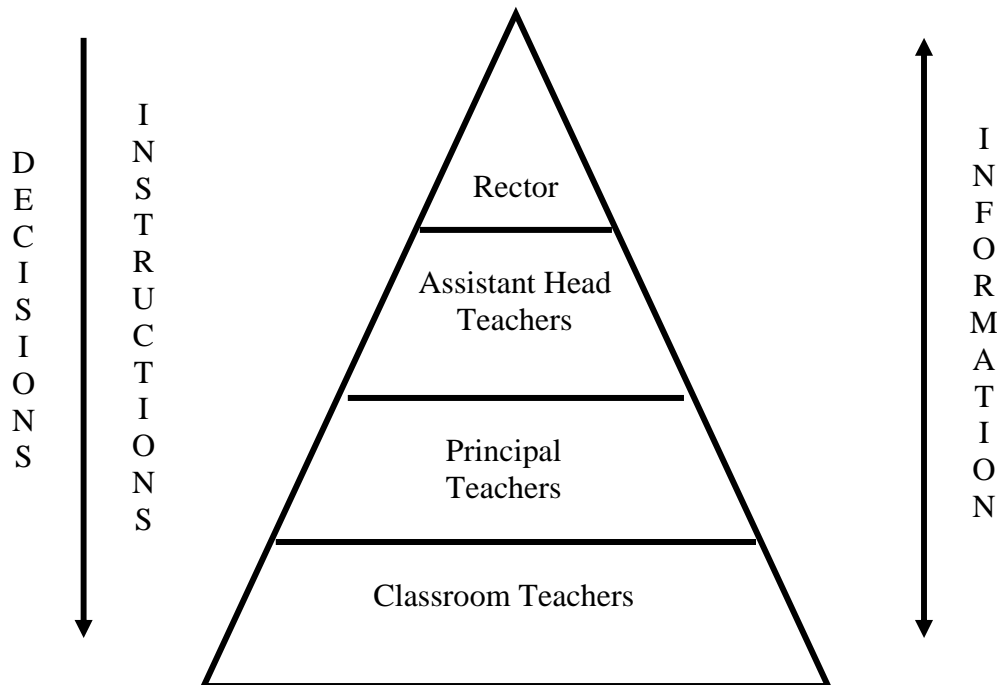 DECISIONS
INSTRUCTIONS
Rector
Assistant Head
Teachers
Principal
Teachers
Classroom Teachers
INFORMATION